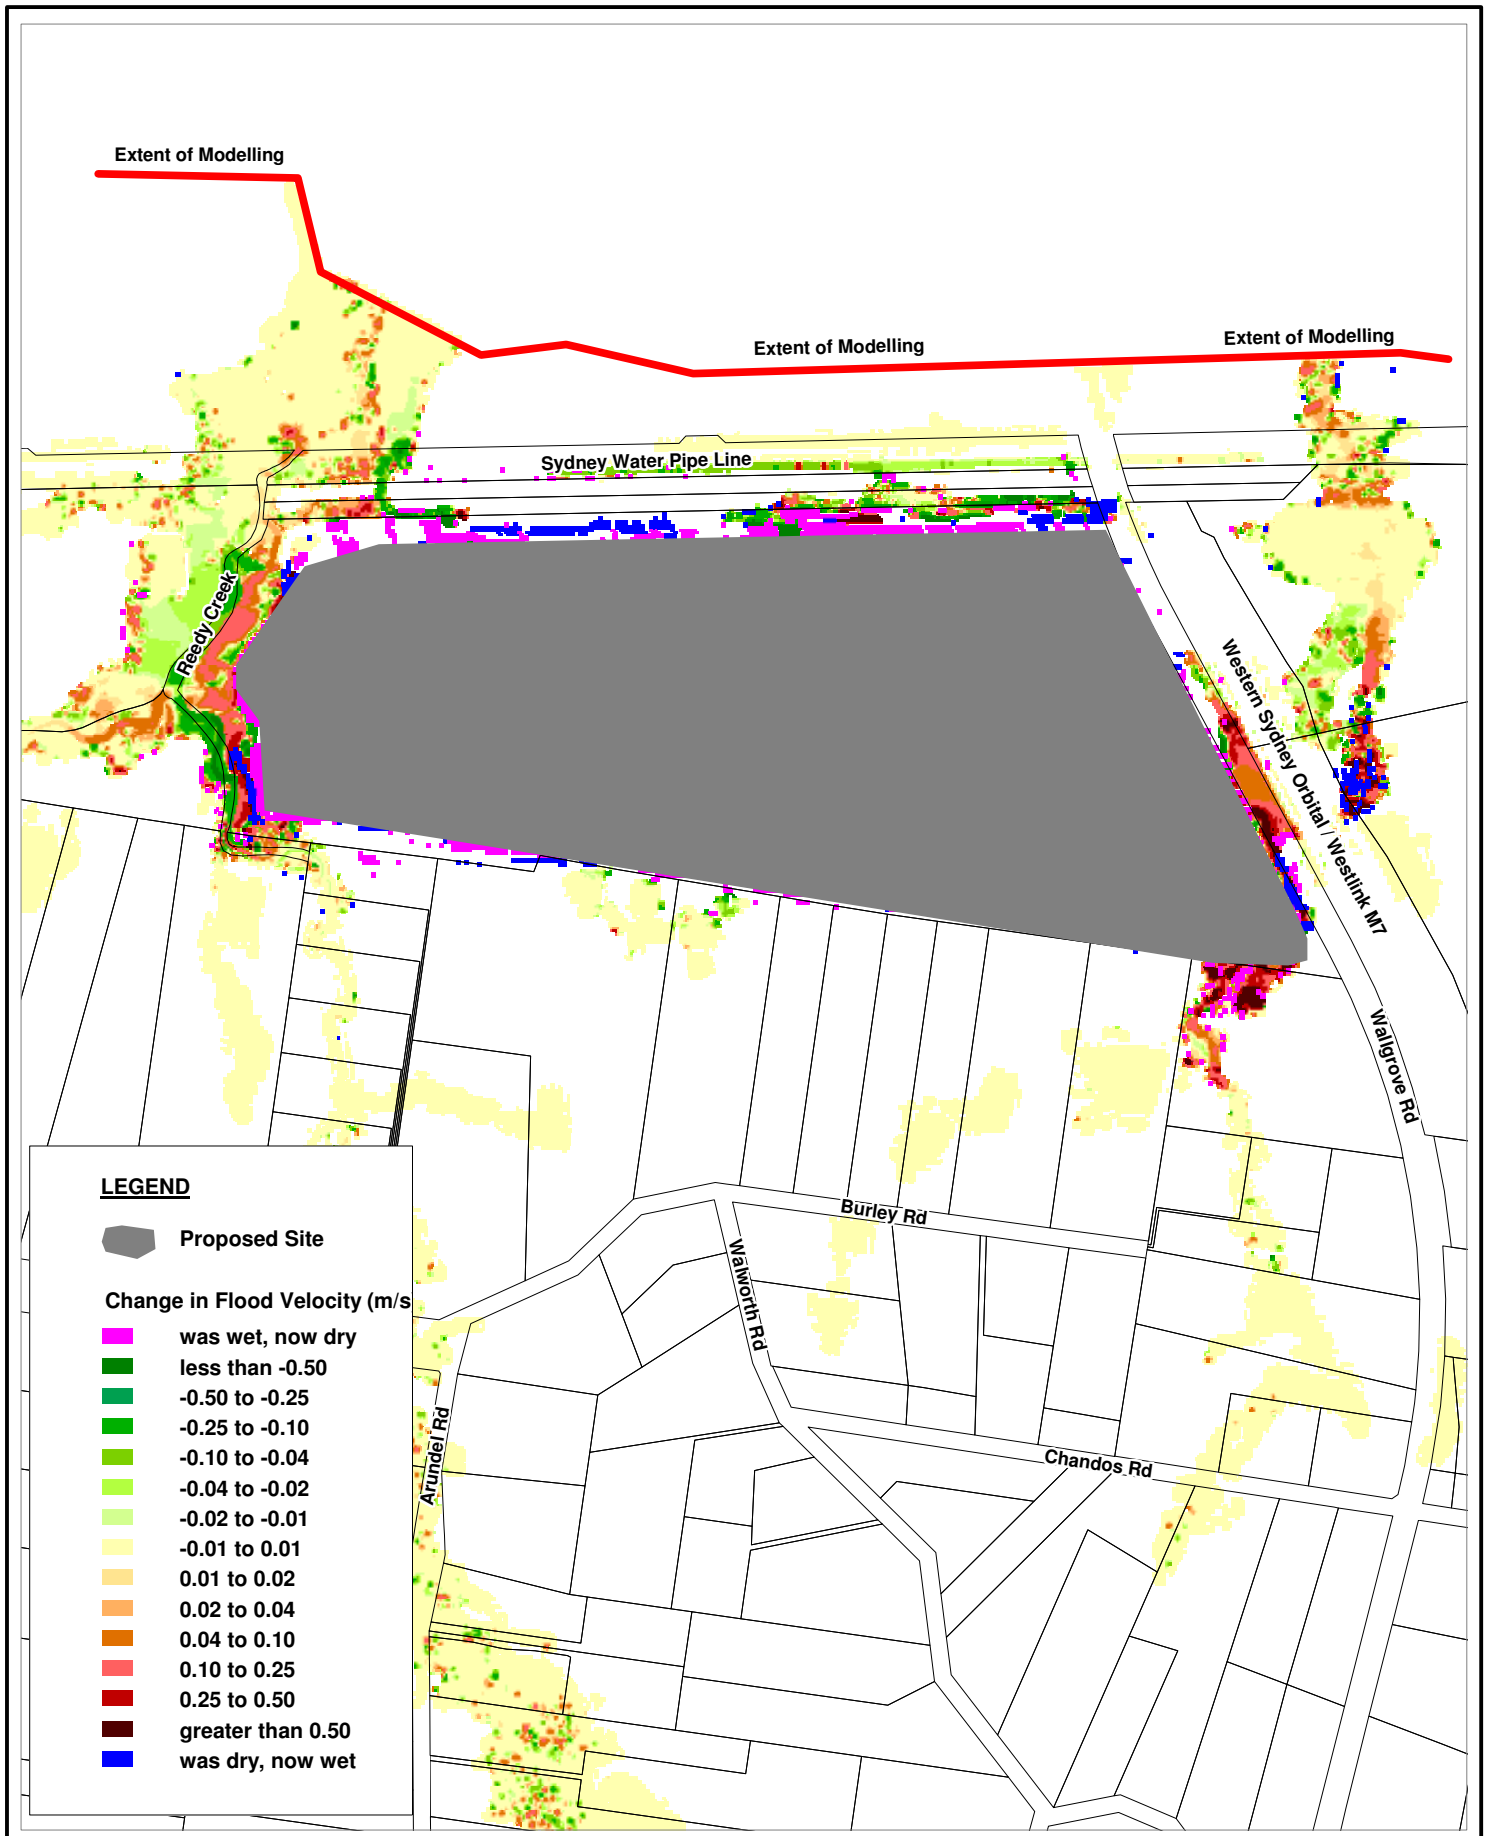 Extent of Modelling
Extent of Modelling
Extent of Modelling
Sydney Water Pipe Line
Reedy Creek
Western Sydney Orbital / Westlink M7
Wallgrove Rd
Burley Rd
Walworth Rd
Chandos Rd
Arundel Rd
LEGEND
Proposed Site
Change in Flood Velocity (m/s
was wet, now dry
less than -0.50
-0.50 to -0.25
-0.25 to -0.10
-0.10 to -0.04
-0.04 to -0.02
-0.02 to -0.01
-0.01 to 0.01
0.01 to 0.02
0.02 to 0.04
0.04 to 0.10
0.10 to 0.25
0.25 to 0.50
greater than 0.50
was dry, now wet